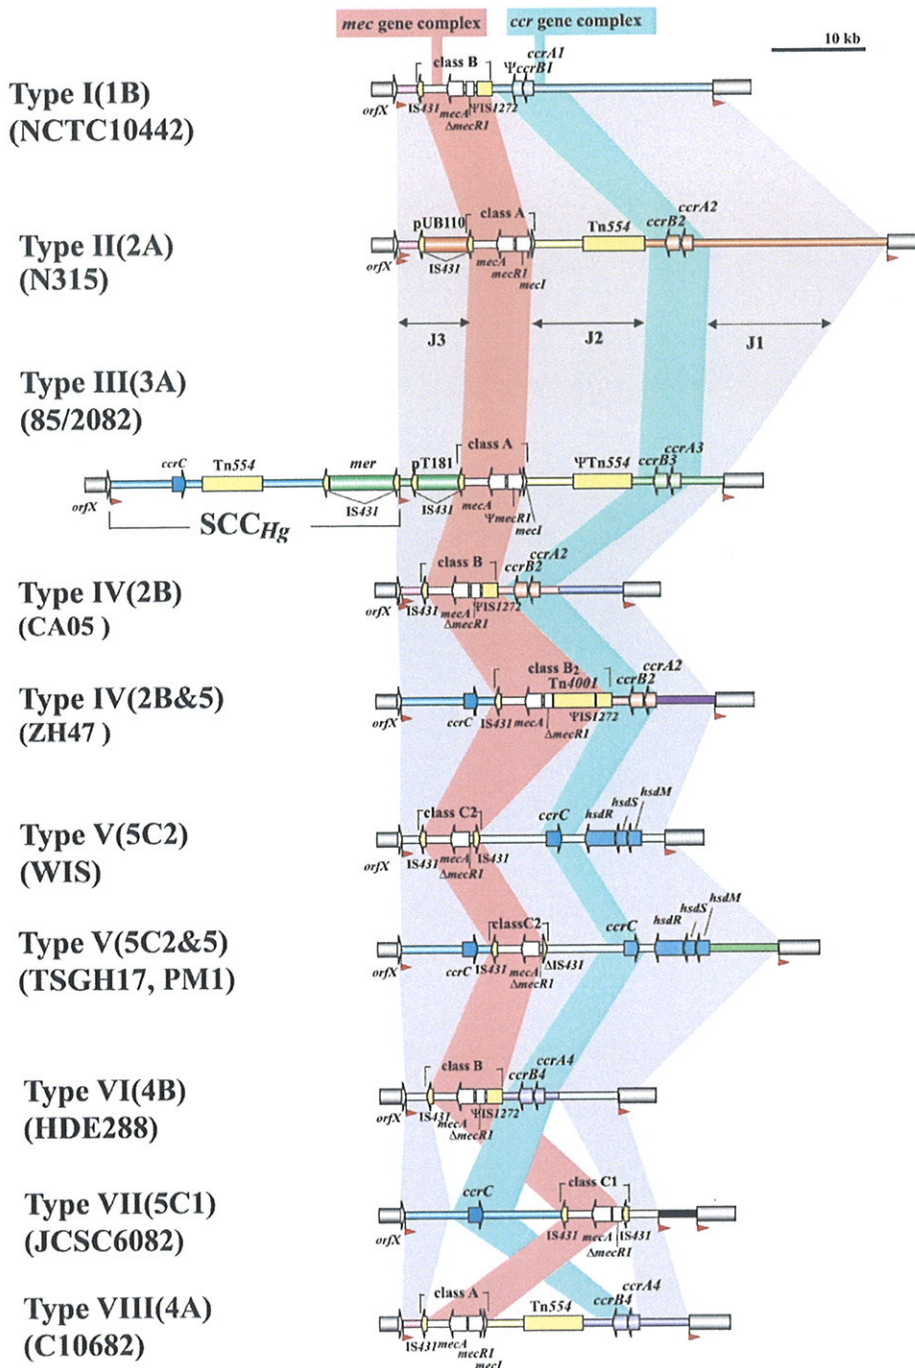 mec gene complex
ccr gene complex
10 kb
Type I(1B)
(NCTC10442)
class B
ccrA1
ΨccrB1
orfX
IS431
mecA
ΨIS1272
ΔmecR1
Type II(2A)
(N315)
pUB110
class A
Tn554
ccrB2
ccrA2
orfX
IS431
mecA
mecR1
mecI
J3
J2
J1
Type III(3A)
(85/2082)
ccrC
Tn554
mer
pT181
class A
ΨTn554
ccrB3
ccrA3
orfX
IS431
IS431
mecA
ΨmecR1
mecI
SCCHg
Type IV(2B)
(CA05 )
class B
ccrB2
ccrA2
orfX
IS431
mecA
ΨIS1272
ΔmecR1
Type IV(2B&5)
(ZH47 )
class B2
Tn4001
ccrB2
ccrA2
orfX
ccrC
IS431
mecA
ΨIS1272
ΔmecR1
Type V(5C2)
(WIS)
class C2
ccrC
hsdR
hsdS
hsdM
orfX
IS431
mecA
IS431
ΔmecR1
Type V(5C2&5)
(TSGH17, PM1)
classC2
ccrC
hsdR
hsdS
hsdM
orfX
ccrC
IS431
mecA
ΔIS431
ΔmecR1
Type VI(4B)
(HDE288)
class B
ccrB4
ccrA4
orfX
IS431
mecA
ΨIS1272
ΔmecR1
Type VII(5C1)
(JCSC6082)
ccrC
class C1
orfX
IS431
mecA
IS431
ΔmecR1
Type VIII(4A)
(C10682)
class A
Tn554
ccrB4
ccrA4
orfX
IS431
mecA
mecR1
mecI